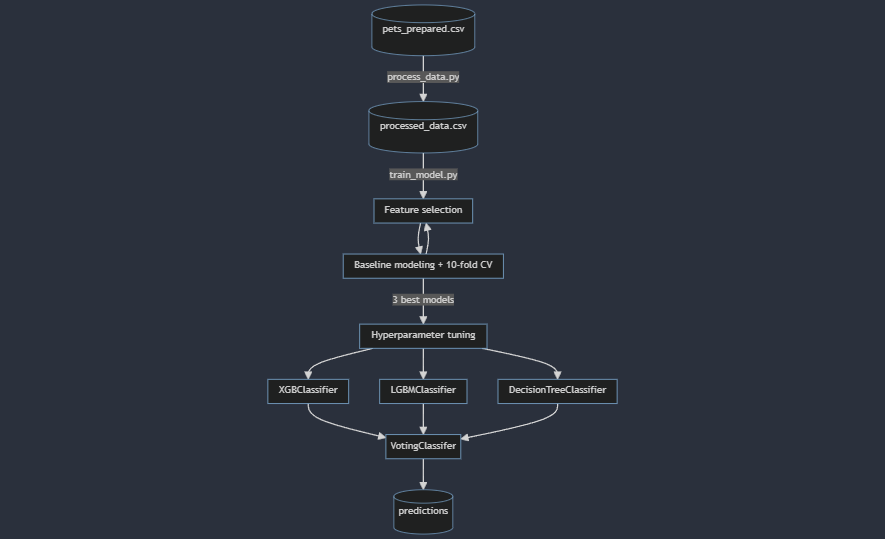 pets_prepared.csv
process_data.py
processed_data.csv
train_model.py
Feature selection
Baseline modeling + 10-fold CV
3 best models
Hyperparameter tuning
XGBClassifier
LGBMClassifier
DecisionTreeClassifier
VotingClassifer
predictions